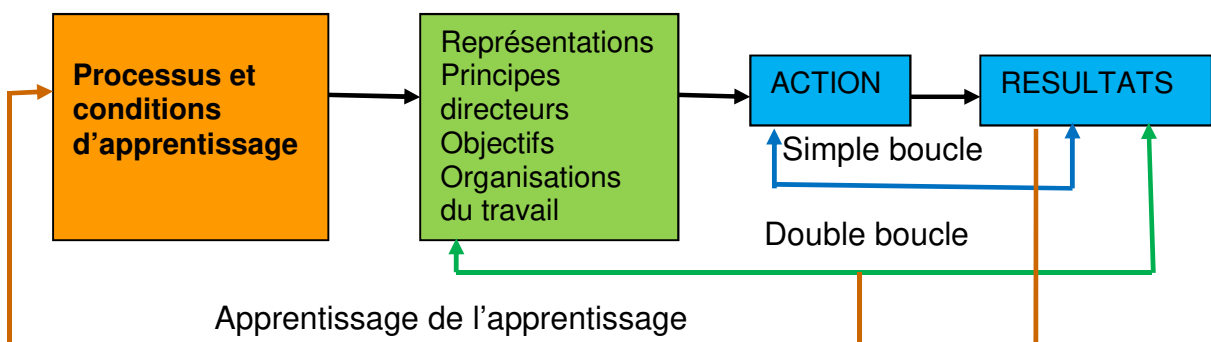 Processus et
conditions
d'apprentissage
Représentations
Principes
directeurs
Objectifs
Organisations
du travail
ACTION
RESULTATS
Simple boucle
Double boucle
Apprentissage de l'apprentissage